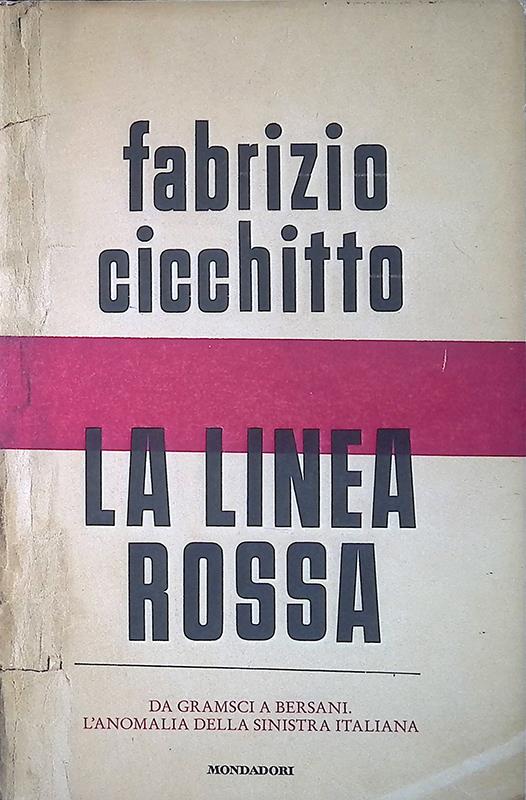 fabrizio
cicchitto
LA LINEA
ROSSA
DA GRAMSCI A BERSANI.
L'ANOMALIA DELLA SINISTRA ITALIANA
MONDADORI